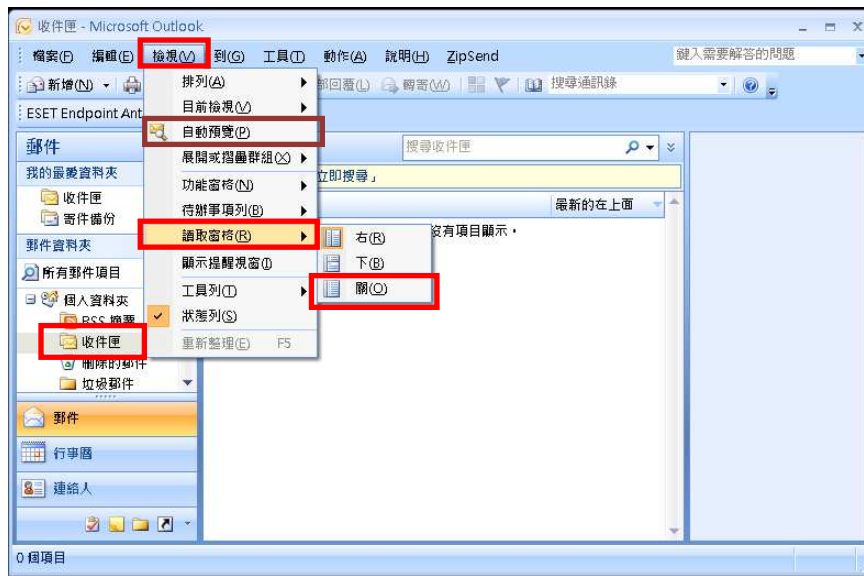 收件匣 - Microsoft Outlook
檔案(F) 編輯(E) 檢視(V) 到(G) 工具(T) 動作(A) 說明(H) ZipSend 鍵入需要解答的問題
新增(N) 部回覆(L) 轉寄(W) 搜尋通訊錄
ESET Endpoint Ant
郵件
我的最愛資料夾
收件匣
寄件備份
郵件資料夾
所有郵件項目
個人資料夾
RSS 摘要
收件匣
刪除的郵件
垃圾郵件
郵件
行事曆
連絡人
0 個項目
排列(A)
目前檢視(V)
自動預覽(P)
展開或摺疊群組(X)
功能窗格(N)
待辦事項列(B)
讀取窗格(R)
顯示提醒視窗(I)
工具列(T)
狀態列(S)
重新整理(E) F5
右(R)
下(B)
關(O)
搜尋收件匣
立即搜尋」
最新的在上面
沒有項目顯示。